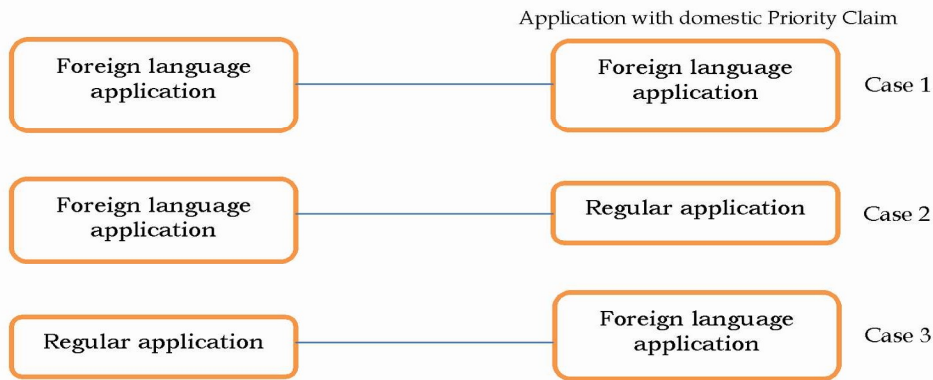 Application with domestic Priority Claim
Foreign language
application
Foreign language
application
Case 1
Foreign language
application
Regular application
Case 2
Regular application
Foreign language
application
Case 3